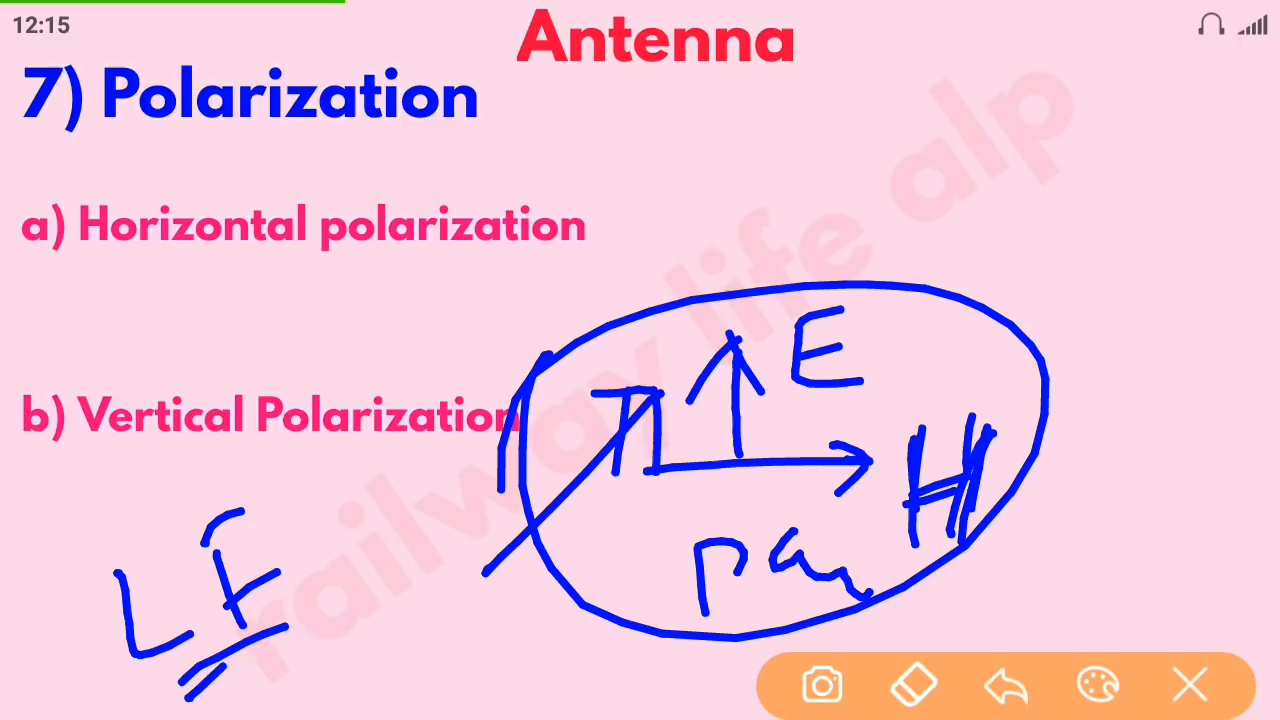 12:15
Antenna
7) Polarization
a) Horizontal polarization
b) Vertical Polarization
E
H
LF
railway life alp